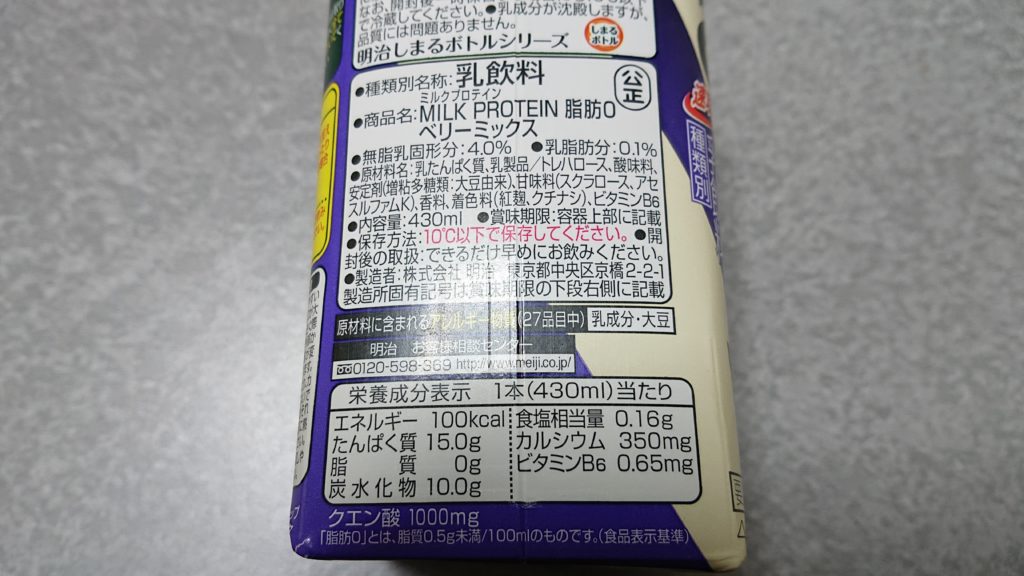 で冷蔵してください。●乳成分が沈殿しますが、
品質には問題ありません。
明治しまるボトルシリーズ
しまる
ボトル
●種類別名称:乳飲料
公正
ミルクプロテイン
●商品名:MILK PROTEIN 脂肪0
ベリーミックス
●無脂乳固形分:4.0% ●乳脂肪分:0.1%
●原材料名:乳たんぱく質、乳製品/トレハロース、酸味料、
安定剤(増粘多糖類:大豆由来)、甘味料(スクラロース、アセ
スルファムK)、香料、着色料(紅麹、クチナシ)、ビタミンB6
●内容量:430ml ●賞味期限:容器上部に記載
●保存方法:10℃以下で保存してください。●開
封後の取扱:できるだけ早めにお飲みください。
●製造者:株式会社 明治 東京都中央区京橋2-2-1
製造所固有記号は賞味期限の下段右側に記載
原材料に含まれるアレルギー物質(27品目中) 乳成分・大豆
明治 お客様相談センター
0120-598-369 http://www.meiji.co.jp/
栄養成分表示 1本(430ml)当たり
エネルギー 100kcal
たんぱく質 15.0g
脂質 0g
炭水化物 10.0g
食塩相当量 0.16g
カルシウム 350mg
ビタミンB6 0.65mg
クエン酸 1000mg
「脂肪0」とは、脂質0.5g未満/100mlのものです。(食品表示基準)
種類別